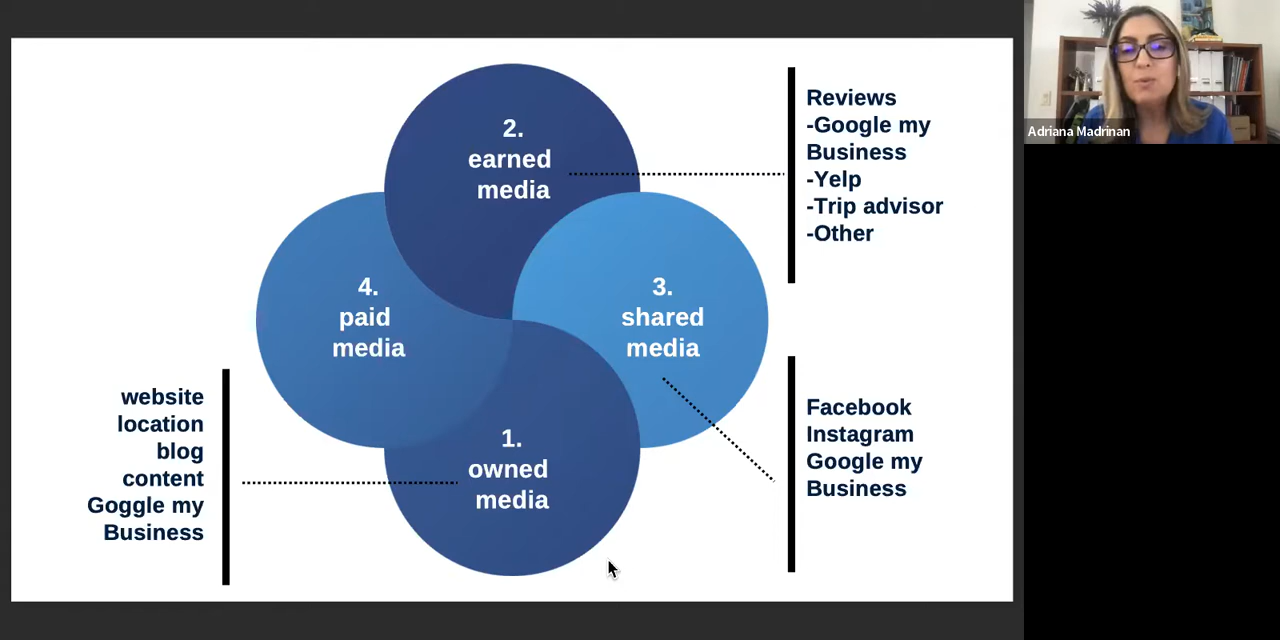 2.
earned
media
4.
paid
media
3.
shared
media
1.
owned
media
Reviews
-Google my
Business
-Yelp
-Trip advisor
-Other
Facebook
Instagram
Google my
Business
website
location
blog
content
Goggle my
Business
Adriana Madrinan